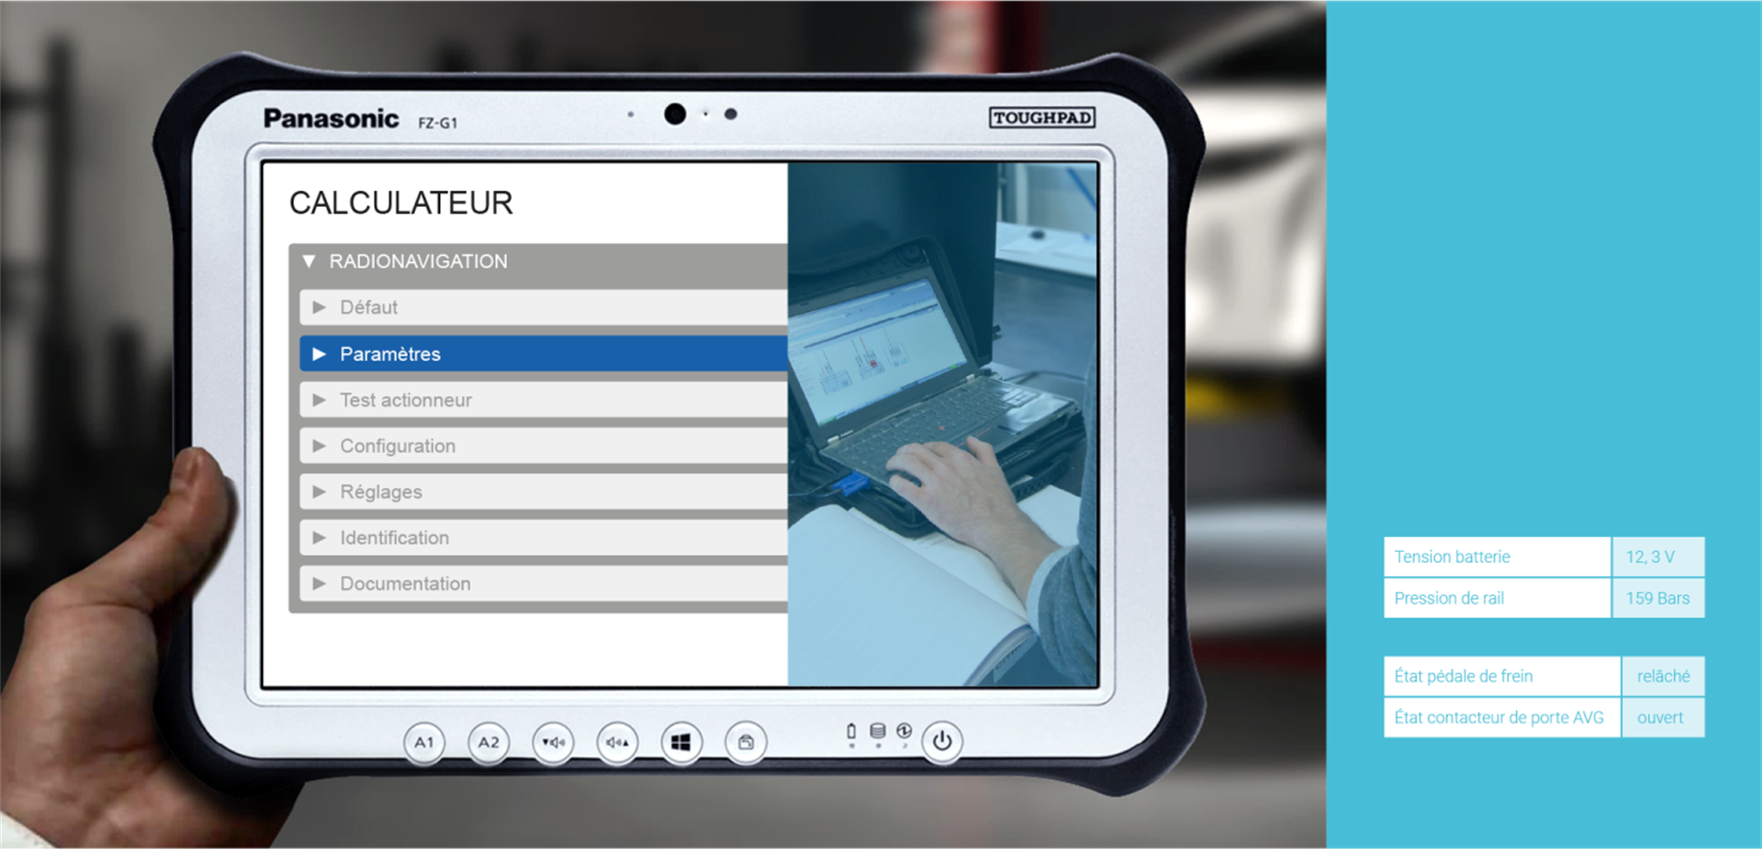 Panasonic FZ-G1
TOUGHPAD
CALCULATEUR
▼ RADIONAVIGATION
► Défaut
► Paramètres
► Test actionneur
► Configuration
► Réglages
► Identification
► Documentation
A1 A2
Tension batterie 12, 3 V
Pression de rail 159 Bars
État pédale de frein relâché
État contacteur de porte AVG ouvert